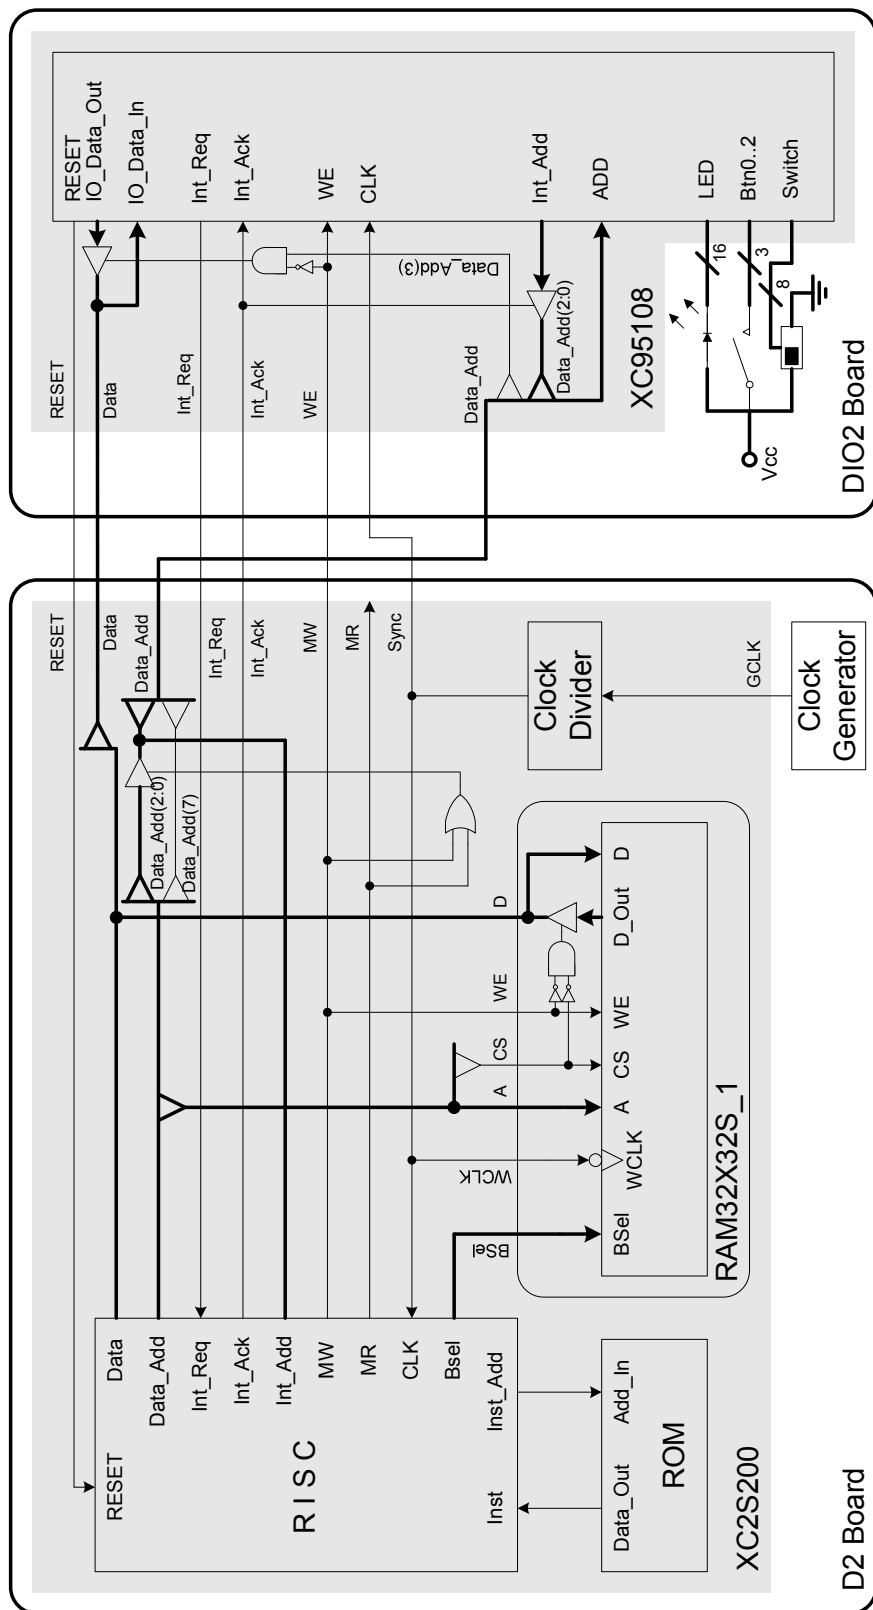 RESET
IO_Data_Out
IO_Data_In
Int_Req
Int_Ack
WE
CLK
Int_Add
ADD
LED
Btn0..2
Switch
16
3
8
Data_Add(3)
Data_Add(2:0)
RESET
Data
Int_Req
Int_Ack
WE
Data_Add
XC95108
Vcc
DIO2 Board
RESET
Data
Data_Add
Int_Req
Int_Ack
MW
MR
Sync
Clock
Divider
GCLK
Clock
Generator
Data_Add(2:0)
Data_Add(7)
D
WE
CS
A
WCLK
BSel
D
D_Out
WE
CS
A
WCLK
BSel
RAM32X32S_1
Data
Data_Add
Int_Req
Int_Ack
Int_Add
MW
MR
CLK
Bsel
Inst_Add
RESET
RISC
Inst
Add_In
Data_Out
ROM
XC2S200
D2 Board